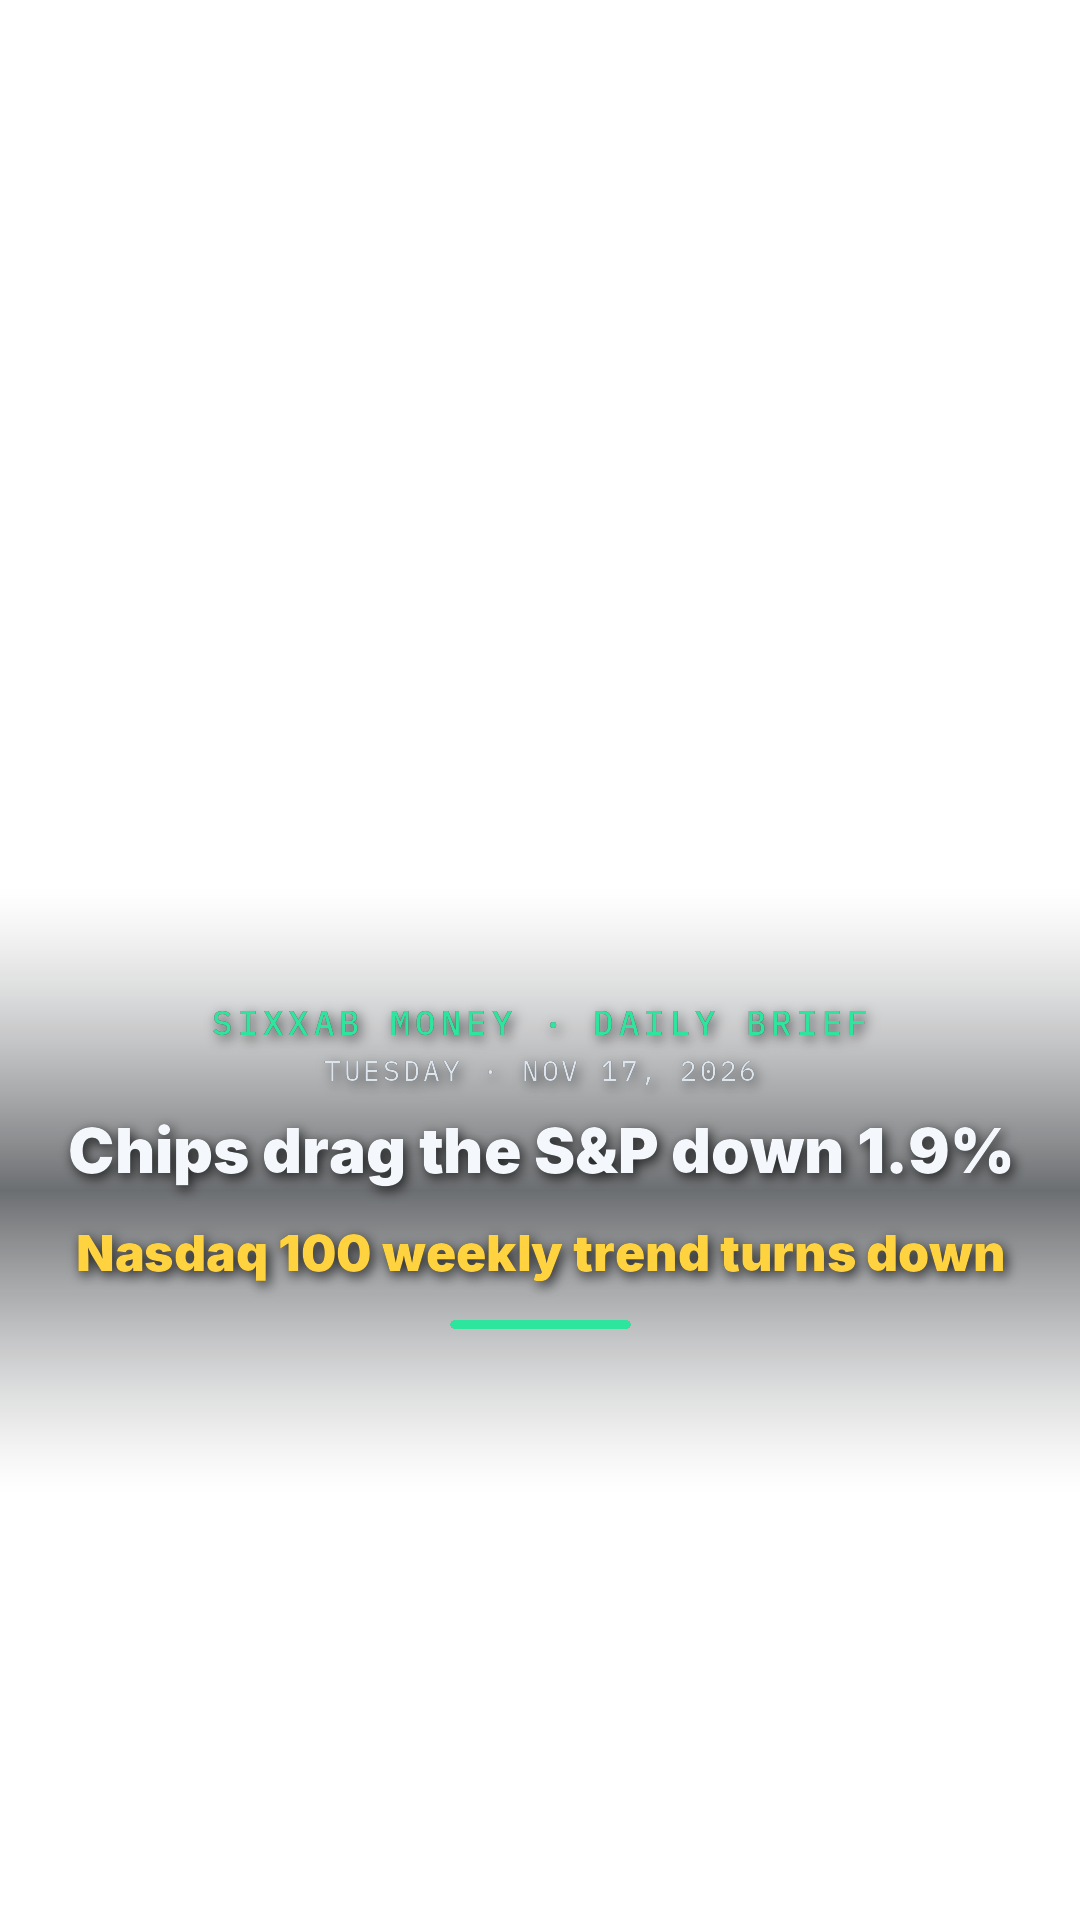 SIXXAB MONEY · DAILY BRIEF
TUESDAY · NOV 17, 2026
Chips drag the S&P down 1.9%
Nasdaq 100 weekly trend turns down